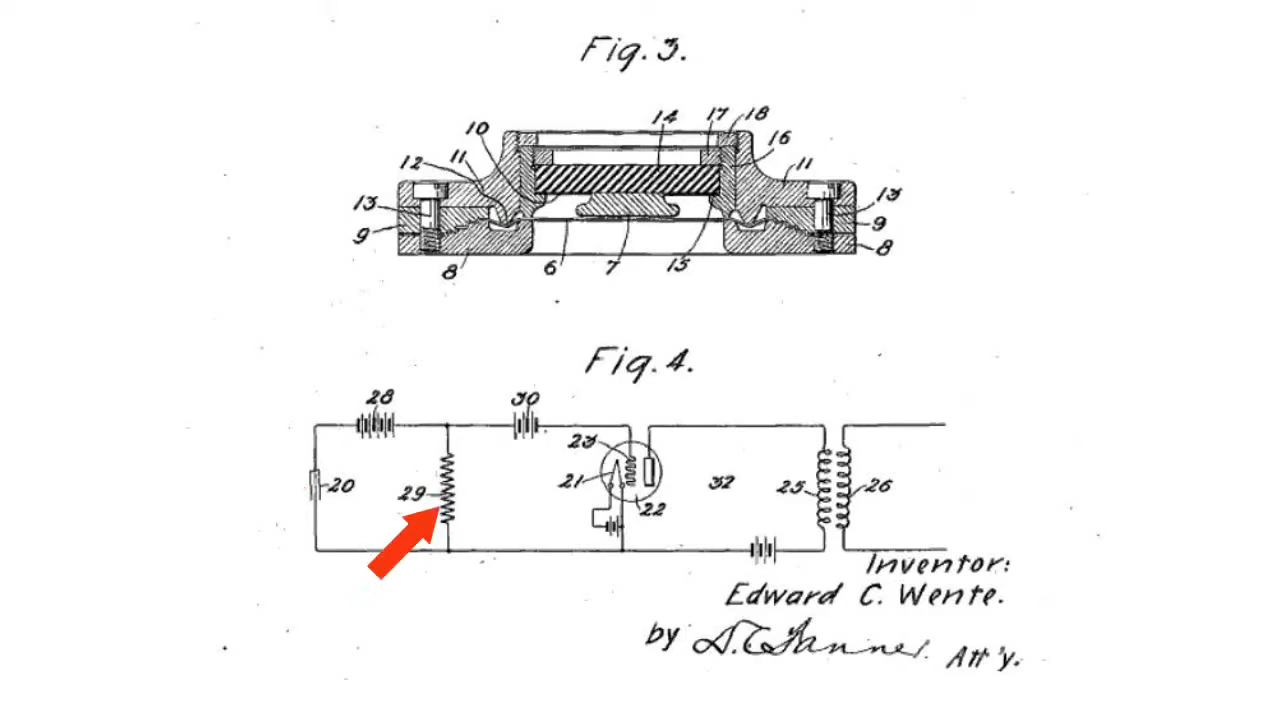 Fig. 3.
10 14 17 18
12 11 16 11
13 13
9 9
8 6 7 15 8
Fig. 4.
28 30
23
20 29 21 22 32 25 26
Inventor:
Edward C. Wente.
by
Att'y.